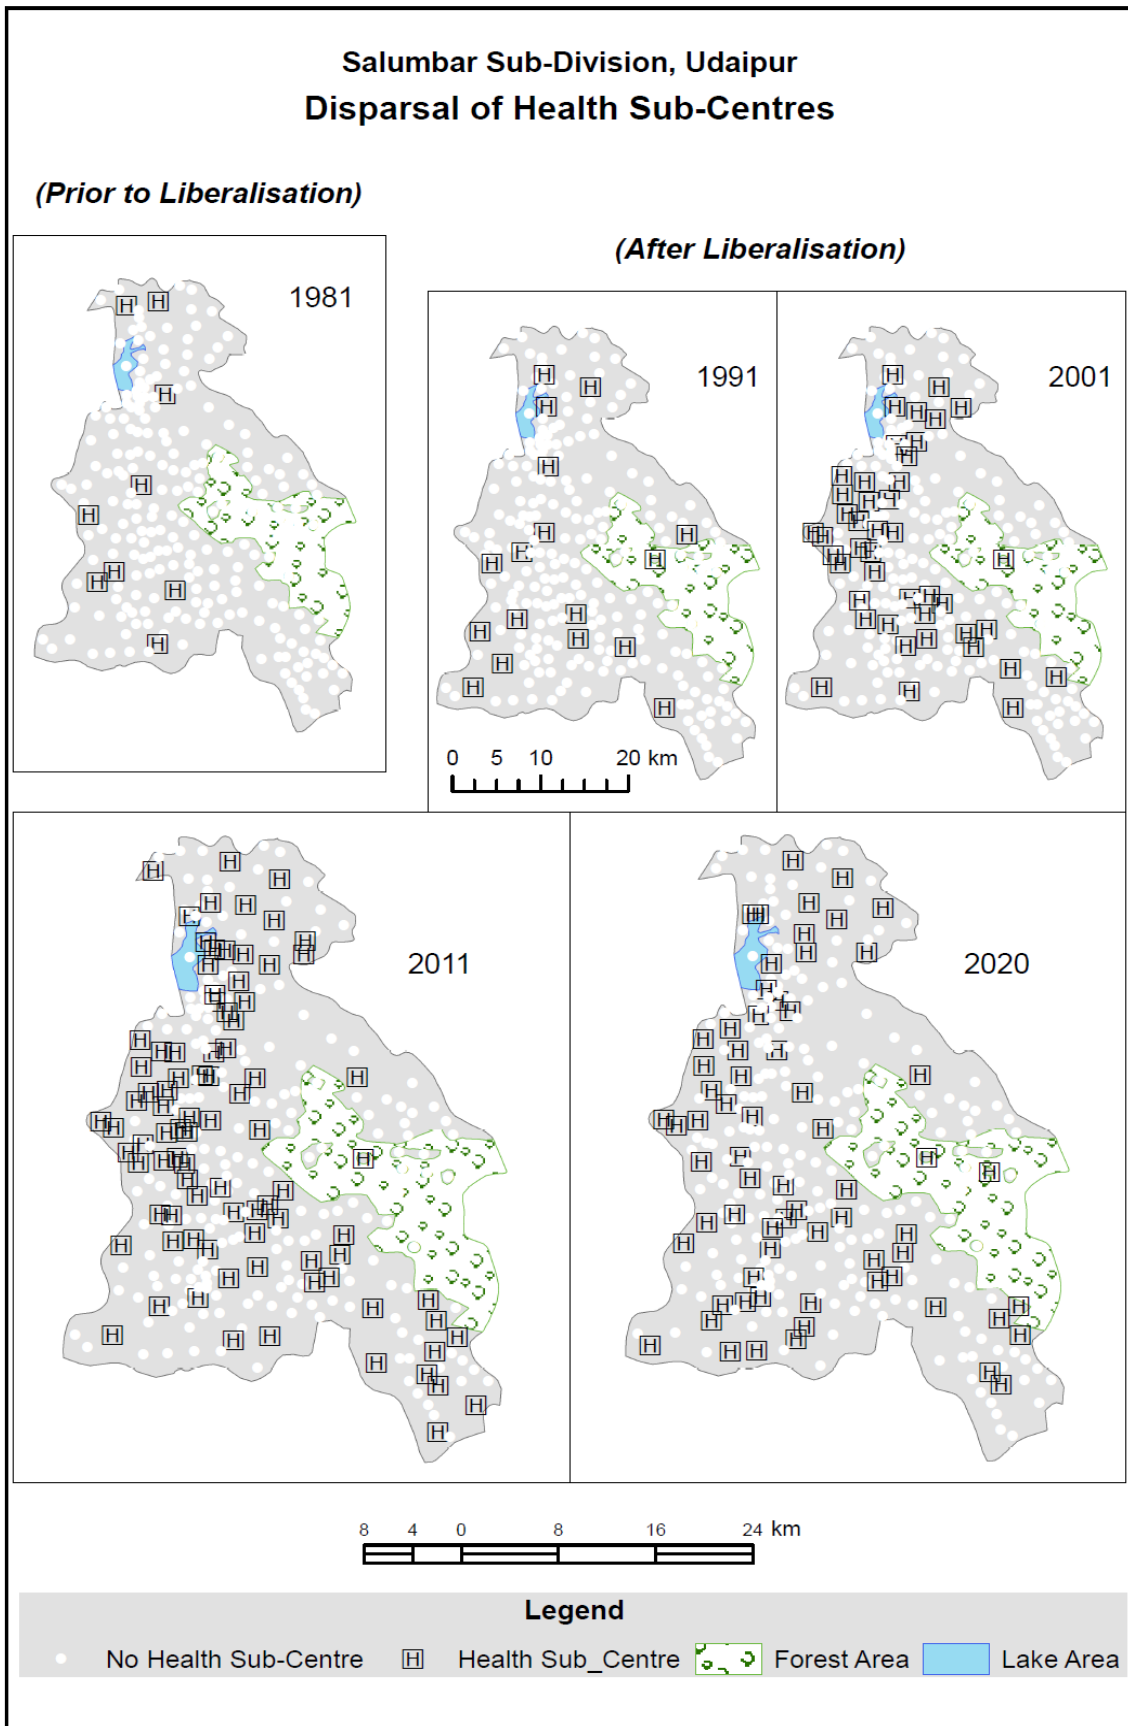 Salumbar Sub-Division, Udaipur
Disparsal of Health Sub-Centres
(Prior to Liberalisation)
(After Liberalisation)
1981
1991
2001
0 5 10 20 km
2011
2020
8 4 0 8 16 24 km
Legend
No Health Sub-Centre H Health Sub_Centre Forest Area Lake Area